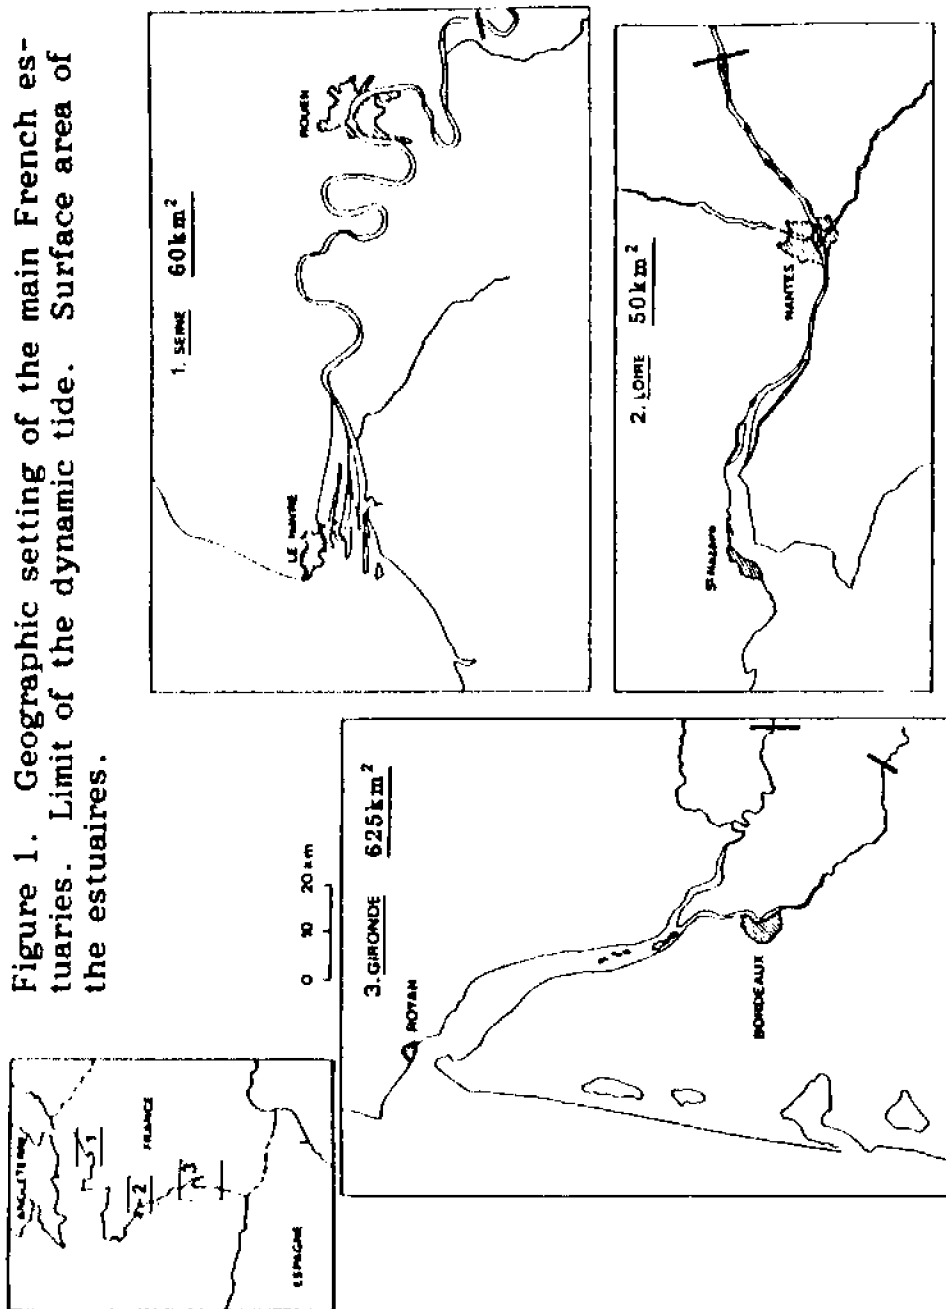 Figure 1. Geographic setting of the main French es-
tuaries. Limit of the dynamic tide. Surface area of
the estuaires.
ANGLETERRE
1
2
FRANCE
3
ESPAGNE
1. SEINE 60km²
LE HAVRE
ROUEN
2. LOIRE 50km²
ST NAZAIRE
NANTES
0 10 20 km
3. GIRONDE 625km²
ROYAN
BORDEAUX